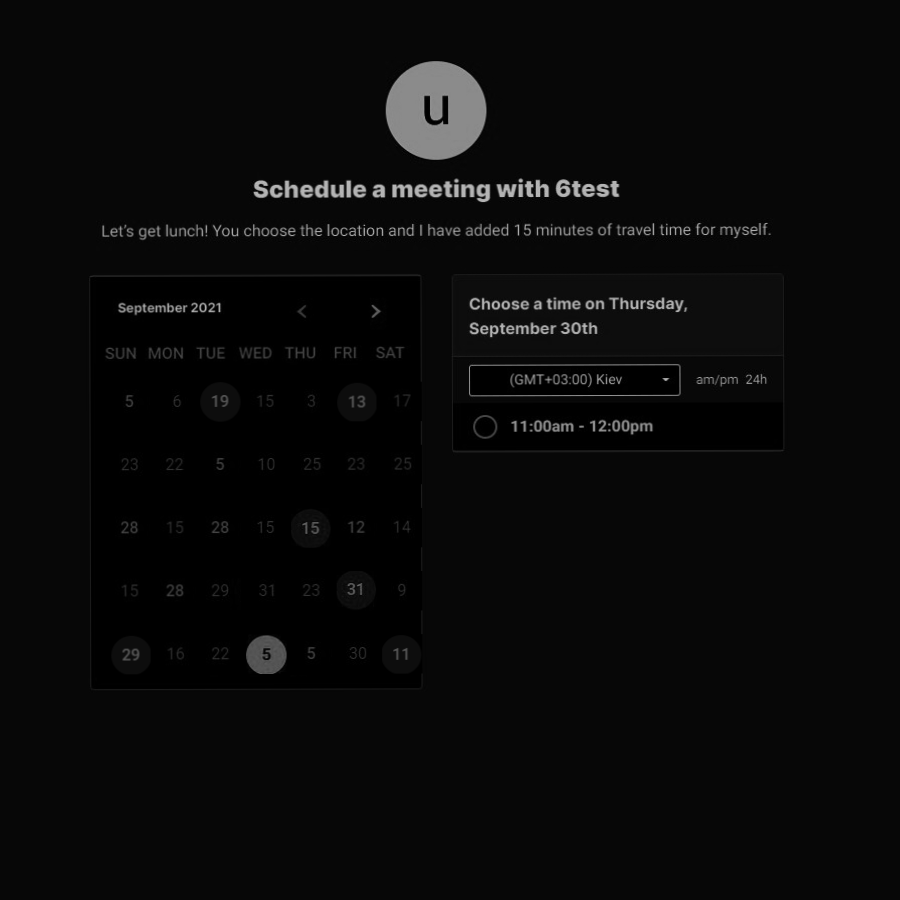 u
Schedule a meeting with 6test
Let's get lunch! You choose the location and I have added 15 minutes of travel time for myself.
September 2021
SUN MON TUE WED THU FRI SAT
5 6 19 15 3 13 17
23 22 5 10 25 23 25
28 15 28 15 15 12 14
15 28 29 31 23 31 9
29 16 22 5 5 30 11
Choose a time on Thursday,
September 30th
(GMT+03:00) Kiev am/pm 24h
11:00am - 12:00pm